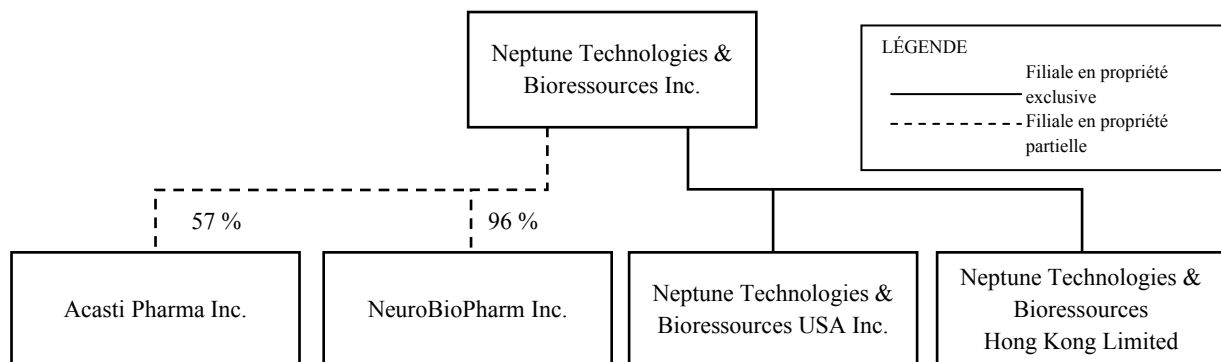 Neptune Technologies &
Bioressources Inc.
LÉGENDE
Filiale en propriété
exclusive
Filiale en propriété
partielle
57 %
96 %
Acasti Pharma Inc.
NeuroBioPharm Inc.
Neptune Technologies &
Bioressources USA Inc.
Neptune Technologies &
Bioressources
Hong Kong Limited